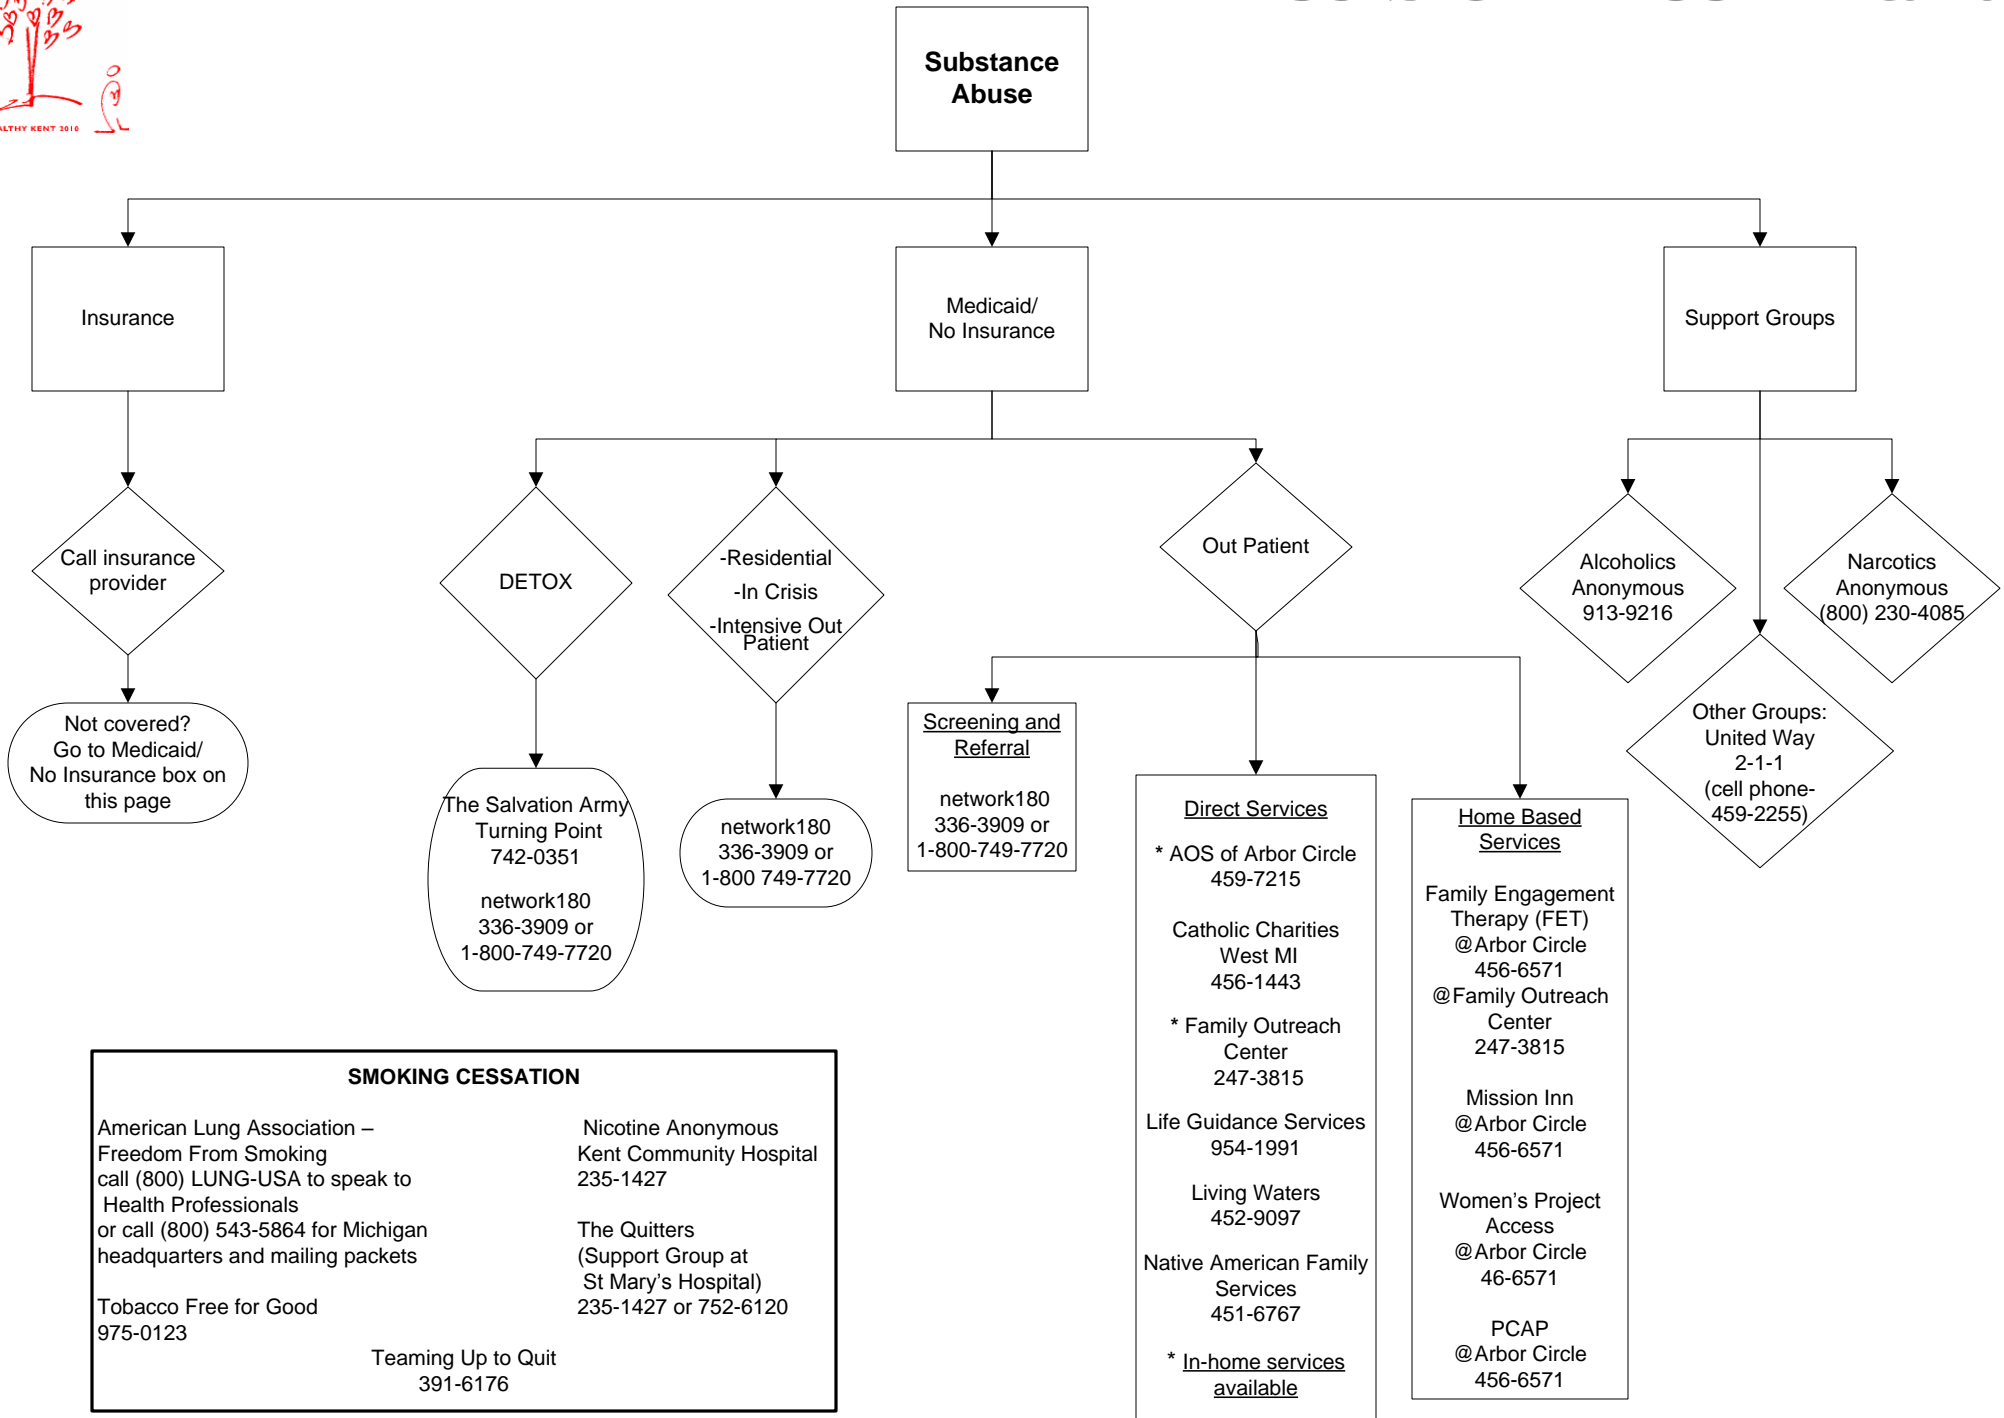 ALTHY KENT 2010
Substance
Abuse
Insurance
Medicaid/
No Insurance
Support Groups
Call insurance
provider
DETOX
-Residential
-In Crisis
-Intensive Out
Patient
Out Patient
Alcoholics
Anonymous
913-9216
Narcotics
Anonymous
(800) 230-4085
Not covered?
Go to Medicaid/
No Insurance box on
this page
The Salvation Army
Turning Point
742-0351
network180
336-3909 or
1-800-749-7720
network180
336-3909 or
1-800 749-7720
Screening and
Referral
network180
336-3909 or
1-800-749-7720
Direct Services
* AOS of Arbor Circle
459-7215
Catholic Charities
West MI
456-1443
* Family Outreach
Center
247-3815
Life Guidance Services
954-1991
Living Waters
452-9097
Native American Family
Services
451-6767
* In-home services
available
Home Based
Services
Family Engagement
Therapy (FET)
@Arbor Circle
456-6571
@Family Outreach
Center
247-3815
Mission Inn
@Arbor Circle
456-6571
Women's Project
Access
@Arbor Circle
46-6571
PCAP
@Arbor Circle
456-6571
Other Groups:
United Way
2-1-1
(cell phone-
459-2255)
SMOKING CESSATION
American Lung Association –
Freedom From Smoking
call (800) LUNG-USA to speak to
Health Professionals
or call (800) 543-5864 for Michigan
headquarters and mailing packets
Tobacco Free for Good
975-0123
Nicotine Anonymous
Kent Community Hospital
235-1427
The Quitters
(Support Group at
St Mary's Hospital)
235-1427 or 752-6120
Teaming Up to Quit
391-6176